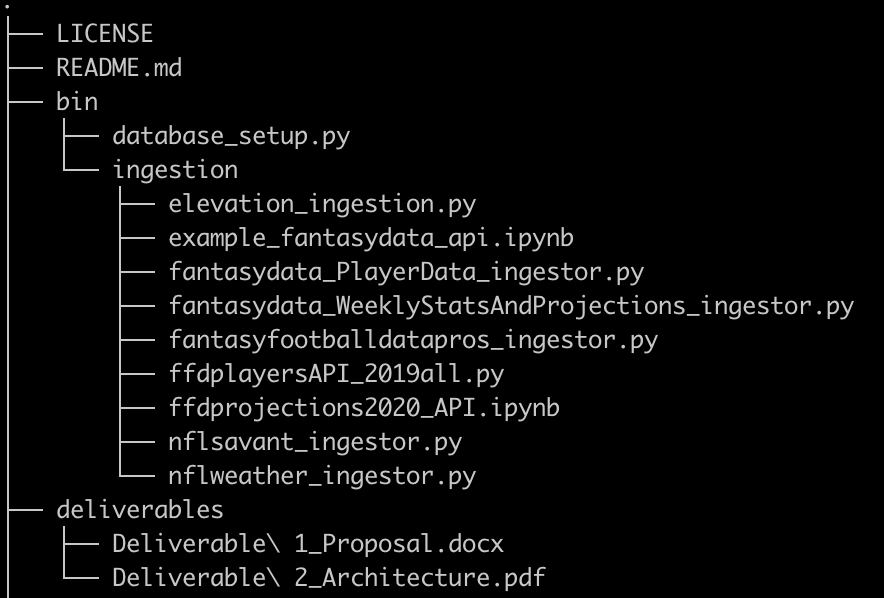 .
├── LICENSE
├── README.md
├── bin
│   ├── database_setup.py
│   └── ingestion
│       ├── elevation_ingestion.py
│       ├── example_fantasydata_api.ipynb
│       ├── fantasydata_PlayerData_ingestor.py
│       ├── fantasydata_WeeklyStatsAndProjections_ingestor.py
│       ├── fantasyfootballdatapros_ingestor.py
│       ├── ffdplayersAPI_2019all.py
│       ├── ffdprojections2020_API.ipynb
│       ├── nflsavant_ingestor.py
│       └── nflweather_ingestor.py
├── deliverables
│   ├── Deliverable\ 1_Proposal.docx
│   └── Deliverable\ 2_Architecture.pdf